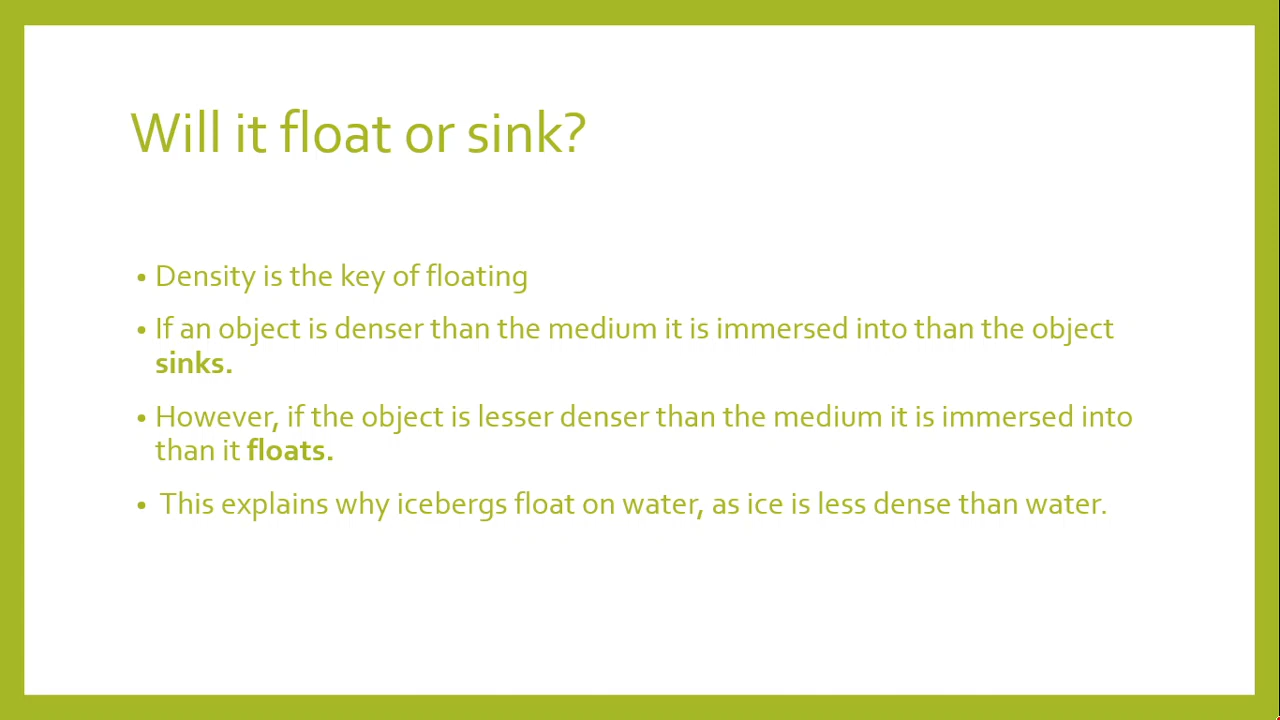 Will it float or sink?
• Density is the key of floating
• If an object is denser than the medium it is immersed into than the object
sinks.
• However, if the object is lesser denser than the medium it is immersed into
than it floats.
• This explains why icebergs float on water, as ice is less dense than water.